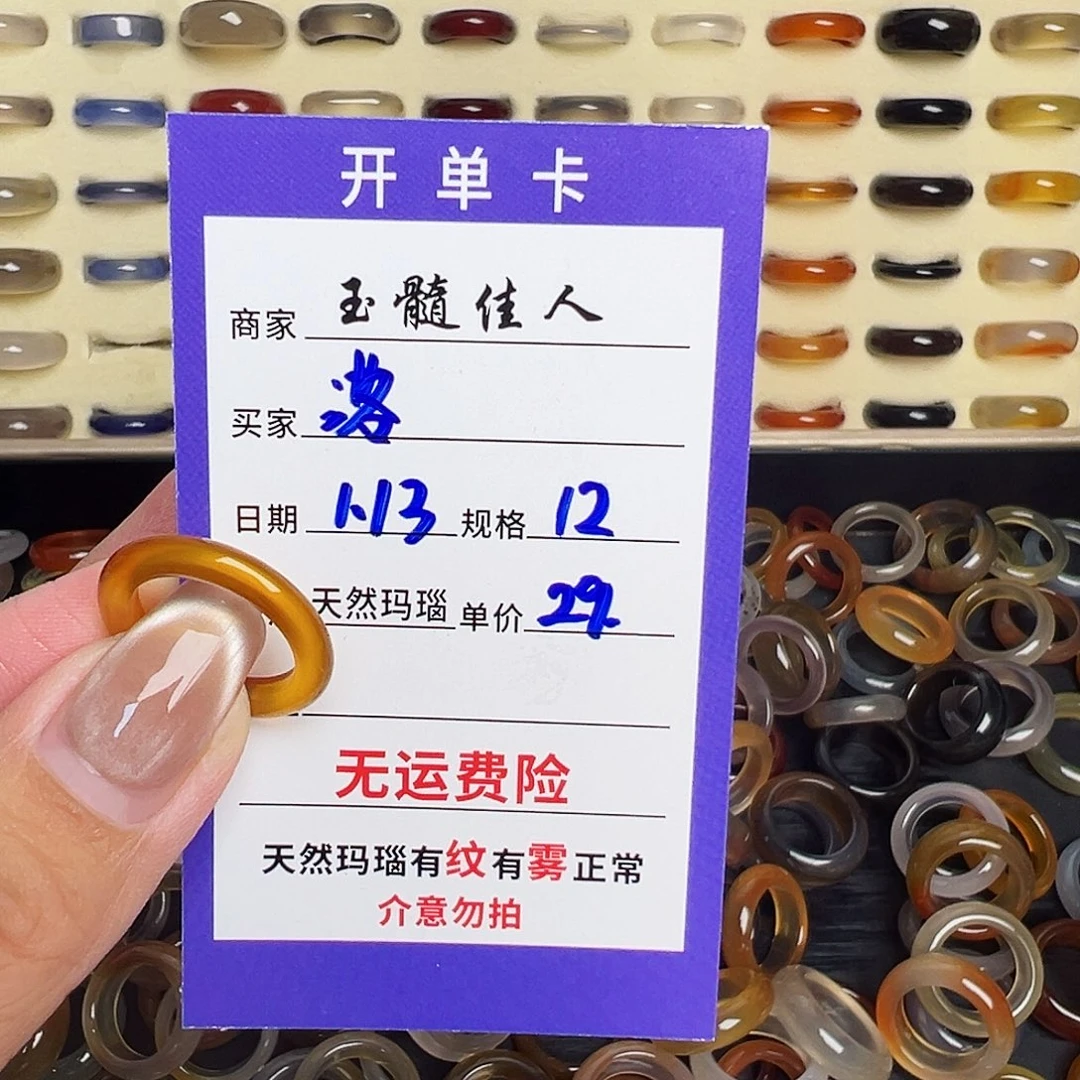 开单卡
商家 玉髓佳人
买家 洛
日期 1.13 规格 12
天然玛瑙 单价 29
无运费险
天然玛瑙有纹有雾正常
介意勿拍